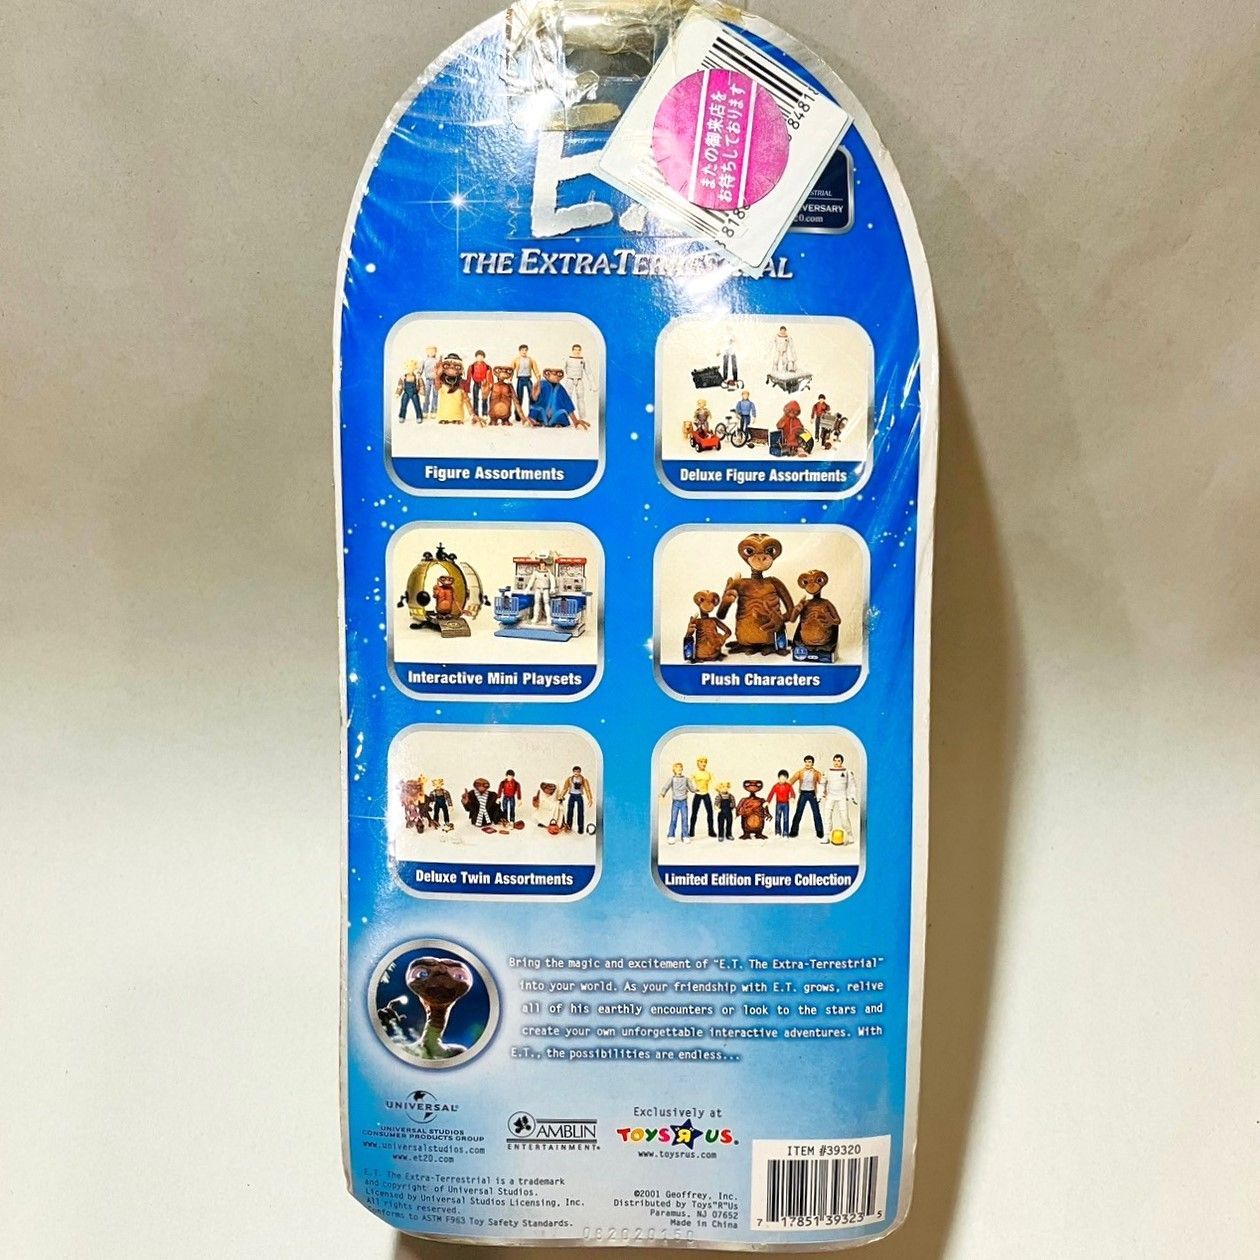 またの御来店を
お待ちしております
THE EXTRA-TERRESTRIAL
Figure Assortments
Deluxe Figure Assortments
Interactive Mini Playsets
Plush Characters
Deluxe Twin Assortments
Limited Edition Figure Collection
Bring the magic and excitement of "E.T. The Extra-Terrestrial"
into your world. As your friendship with E.T. grows, relive
all of his earthly encounters or look to the stars and
create your own unforgettable interactive adventures. With
E.T., the possibilities are endless...
UNIVERSAL
UNIVERSAL STUDIOS
CONSUMER PRODUCTS GROUP
www.universalstudios.com
www.et20.com
AMBLIN
ENTERTAINMENT
Exclusively at
TOYS R US.
www.toysrus.com
E.T. The Extra-Terrestrial is a trademark
and copyright of Universal Studios.
Licensed by Universal Studios Licensing, Inc.
All rights reserved.
Conforms to ASTM F963 Toy Safety Standards.
©2001 Geoffrey, Inc.
Distributed by Toys"R"Us
Paramus, NJ 07652
Made in China
ITEM #39320
7 17851 39323 5